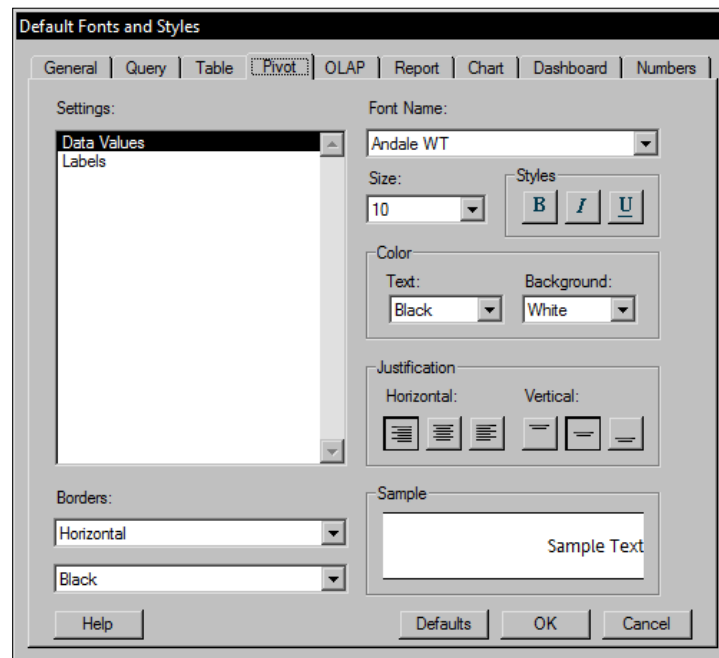 Default Fonts and Styles
General Query Table Pivot OLAP Report Chart Dashboard Numbers
Settings:
Data Values
Labels
Font Name:
Andale WT
Size:
10
Styles
B I U
Color
Text:
Black
Background:
White
Justification
Horizontal:
Vertical:
Borders:
Horizontal
Black
Sample
Sample Text
Help Defaults OK Cancel